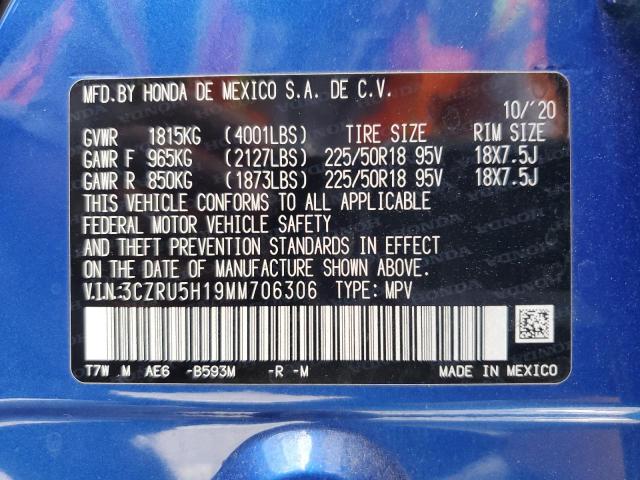 MFD.BY HONDA DE MEXICO S.A. DE C.V.
10/'20
GVWR 1815KG (4001LBS) TIRE SIZE RIM SIZE
GAWR F 965KG (2127LBS) 225/50R18 95V 18X7.5J
GAWR R 850KG (1873LBS) 225/50R18 95V 18X7.5J
THIS VEHICLE CONFORMS TO ALL APPLICABLE
FEDERAL MOTOR VEHICLE SAFETY
AND THEFT PREVENTION STANDARDS IN EFFECT
ON THE DATE OF MANUFACTURE SHOWN ABOVE.
V.I.N:3CZRU5H19MM706306 TYPE: MPV
T7W M AE6 -B593M -R -M MADE IN MEXICO